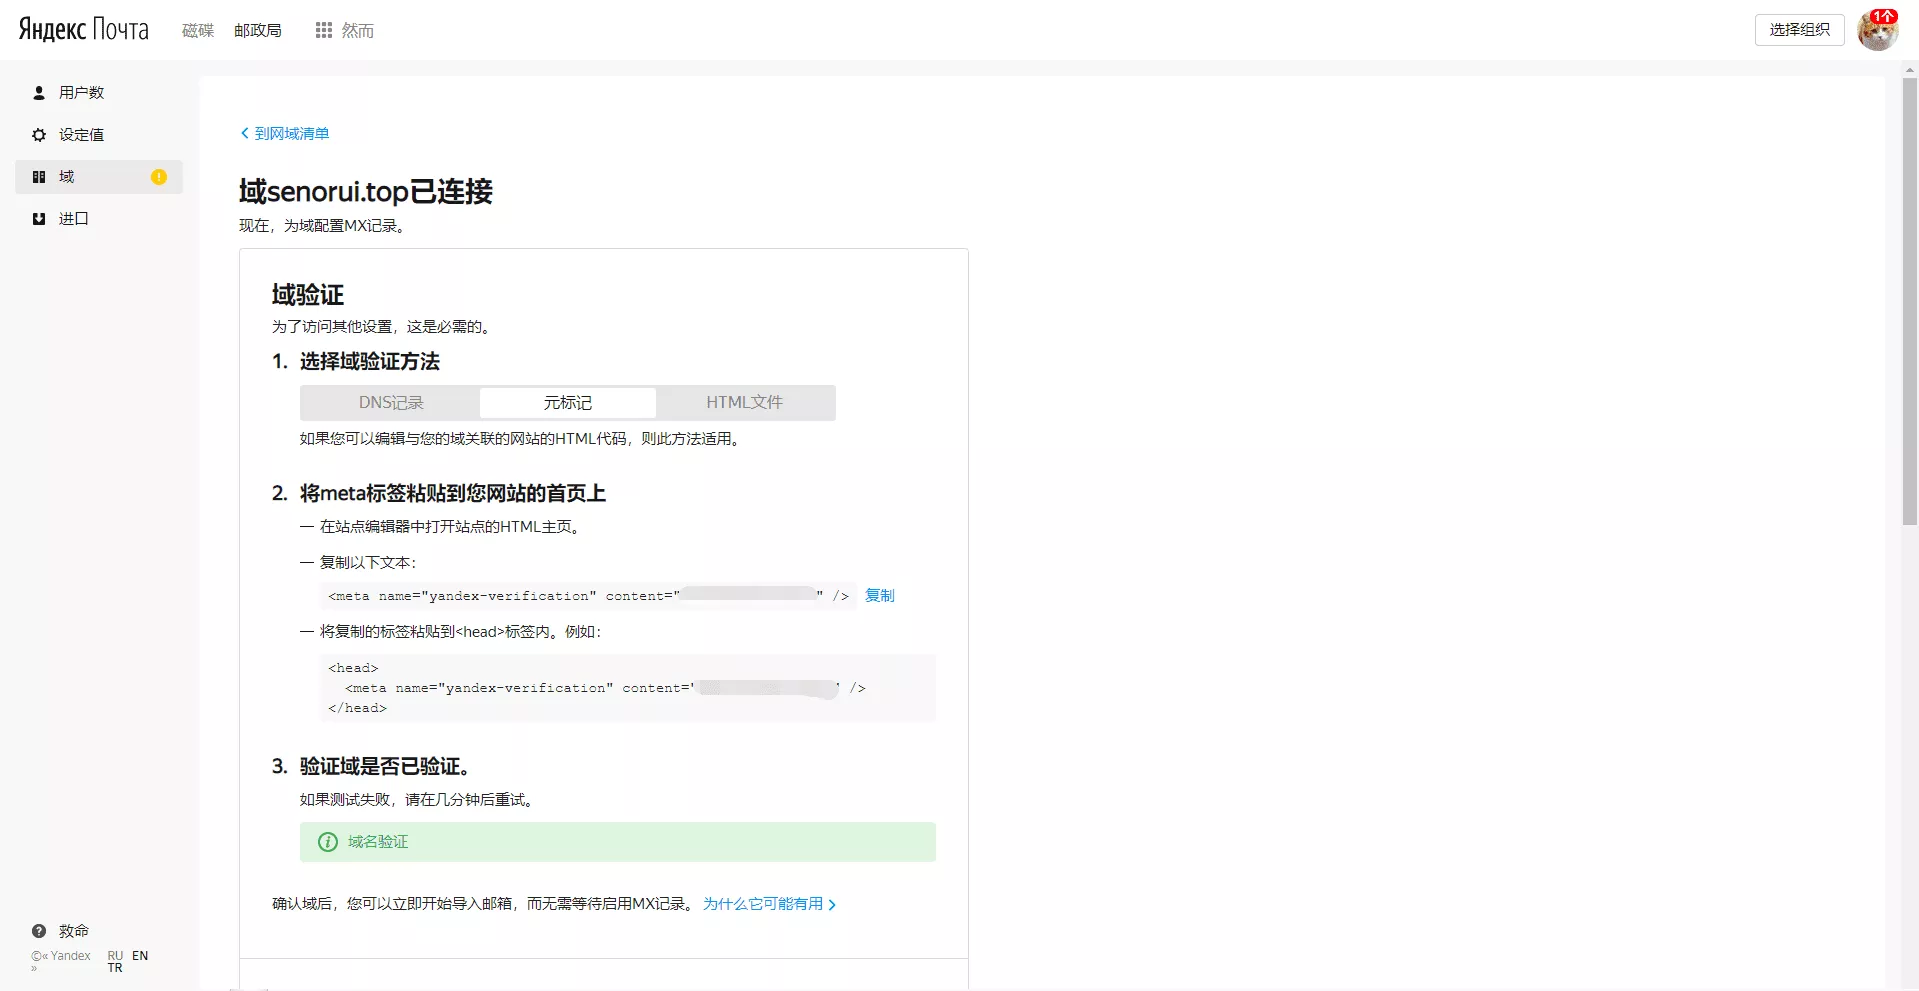 Яндекс Почта 磁碟 邮政局 然而 选择组织 1个
用户数
设定值
域
进口
到网域清单
域senorui.top已连接
现在，为域配置MX记录。
域验证
为了访问其他设置，这是必需的。
1. 选择域验证方法
DNS记录 元标记 HTML文件
如果您可以编辑与您的域关联的网站的HTML代码，则此方法适用。
2. 将meta标签粘贴到您网站的首页上
— 在站点编辑器中打开站点的HTML主页。
— 复制以下文本：
<meta name="yandex-verification" content=" " /> 复制
— 将复制的标签粘贴到<head>标签内。例如：
<head>
<meta name="yandex-verification" content=" " />
</head>
3. 验证域是否已验证。
如果测试失败，请在几分钟后重试。
域名验证
确认域后，您可以立即开始导入邮箱，而无需等待启用MX记录。 为什么它可能有用
救命
©« Yandex RU EN
» TR